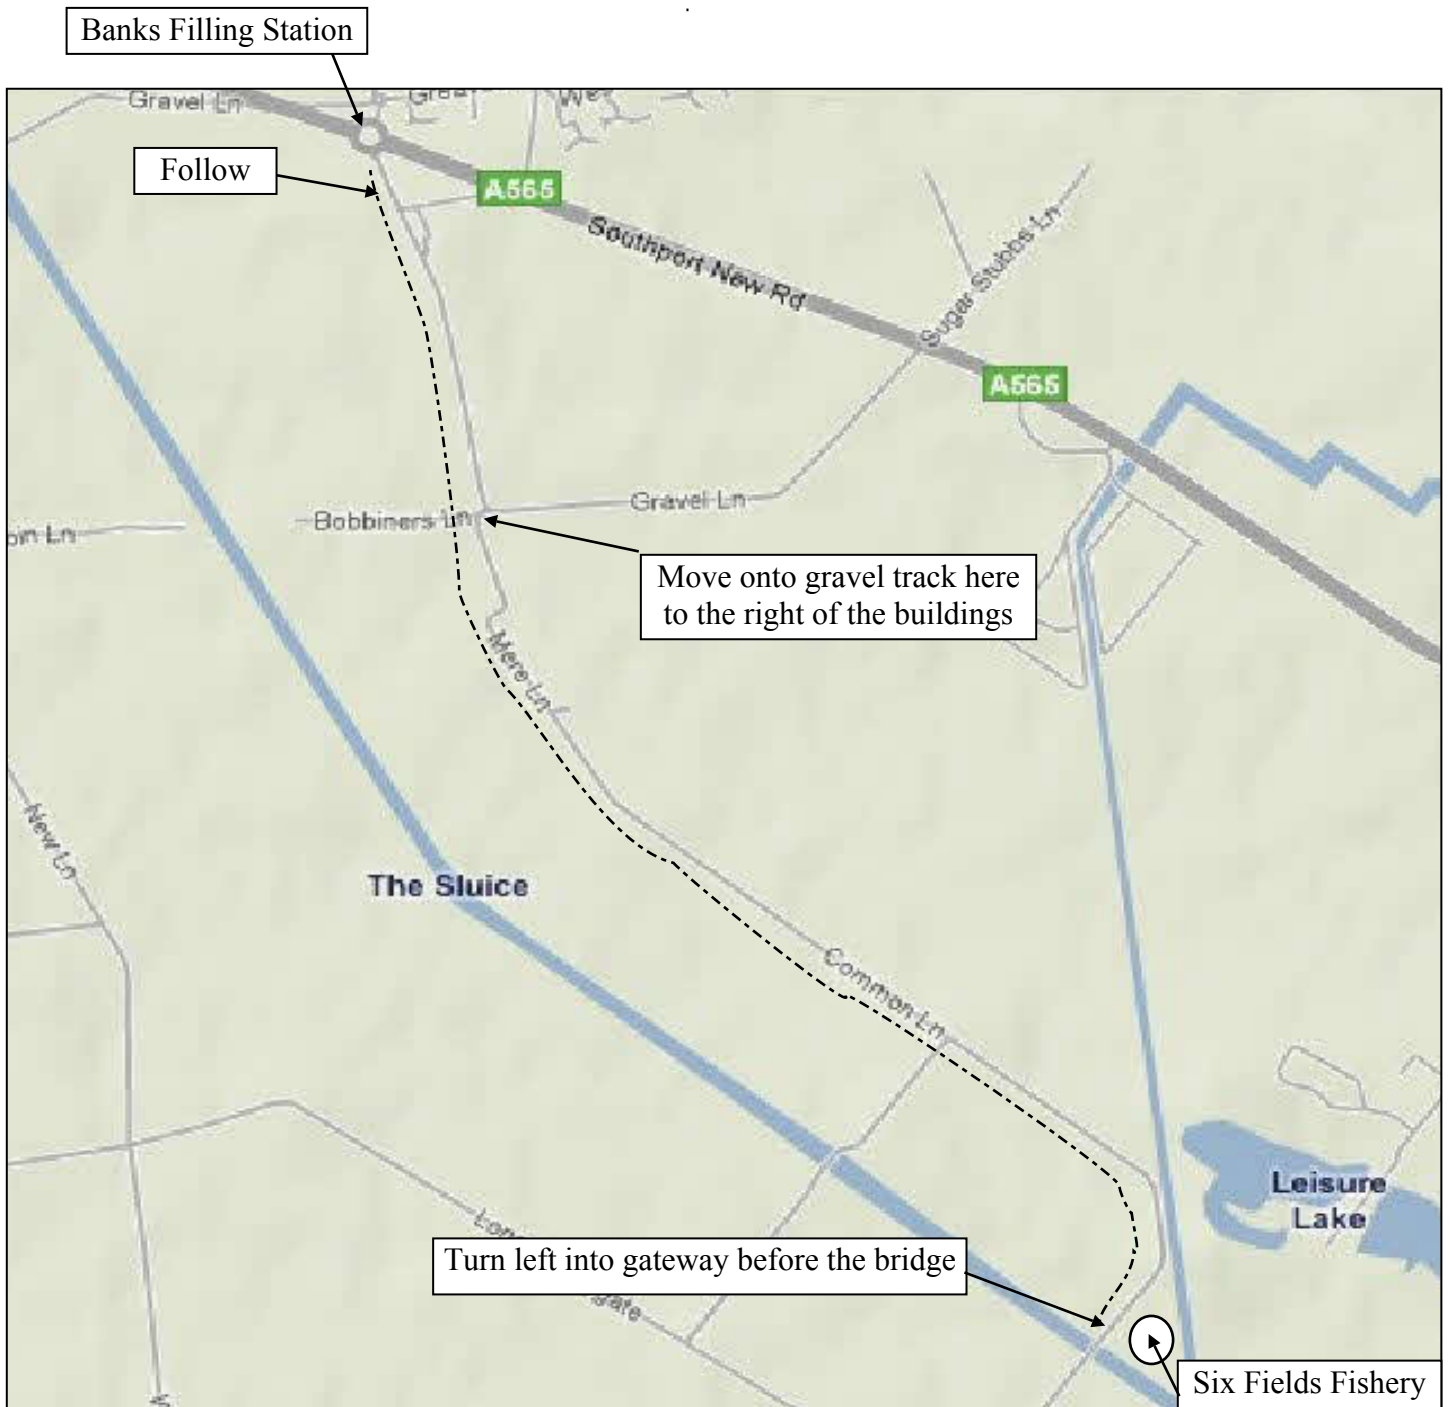 Banks Filling Station
Gravel Ln
Follow
A565
Southport New Rd
Sugar Stubbs Ln
A565
Gravel Ln
Bobbiners Ln
Move onto gravel track here
to the right of the buildings
Mere Ln
New Ln
The Sluice
Common Ln
Leisure
Lake
Turn left into gateway before the bridge
Six Fields Fishery